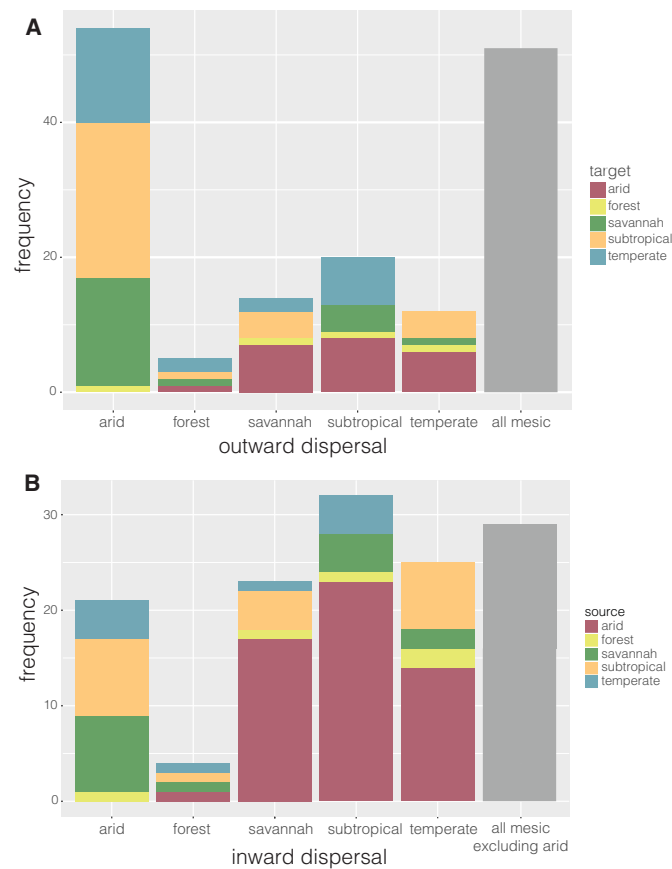 A
frequency
40
20
0
arid forest savannah subtropical temperate all mesic
outward dispersal
target
arid
forest
savannah
subtropical
temperate
B
frequency
30
20
10
0
arid forest savannah subtropical temperate all mesic
excluding arid
inward dispersal
source
arid
forest
savannah
subtropical
temperate